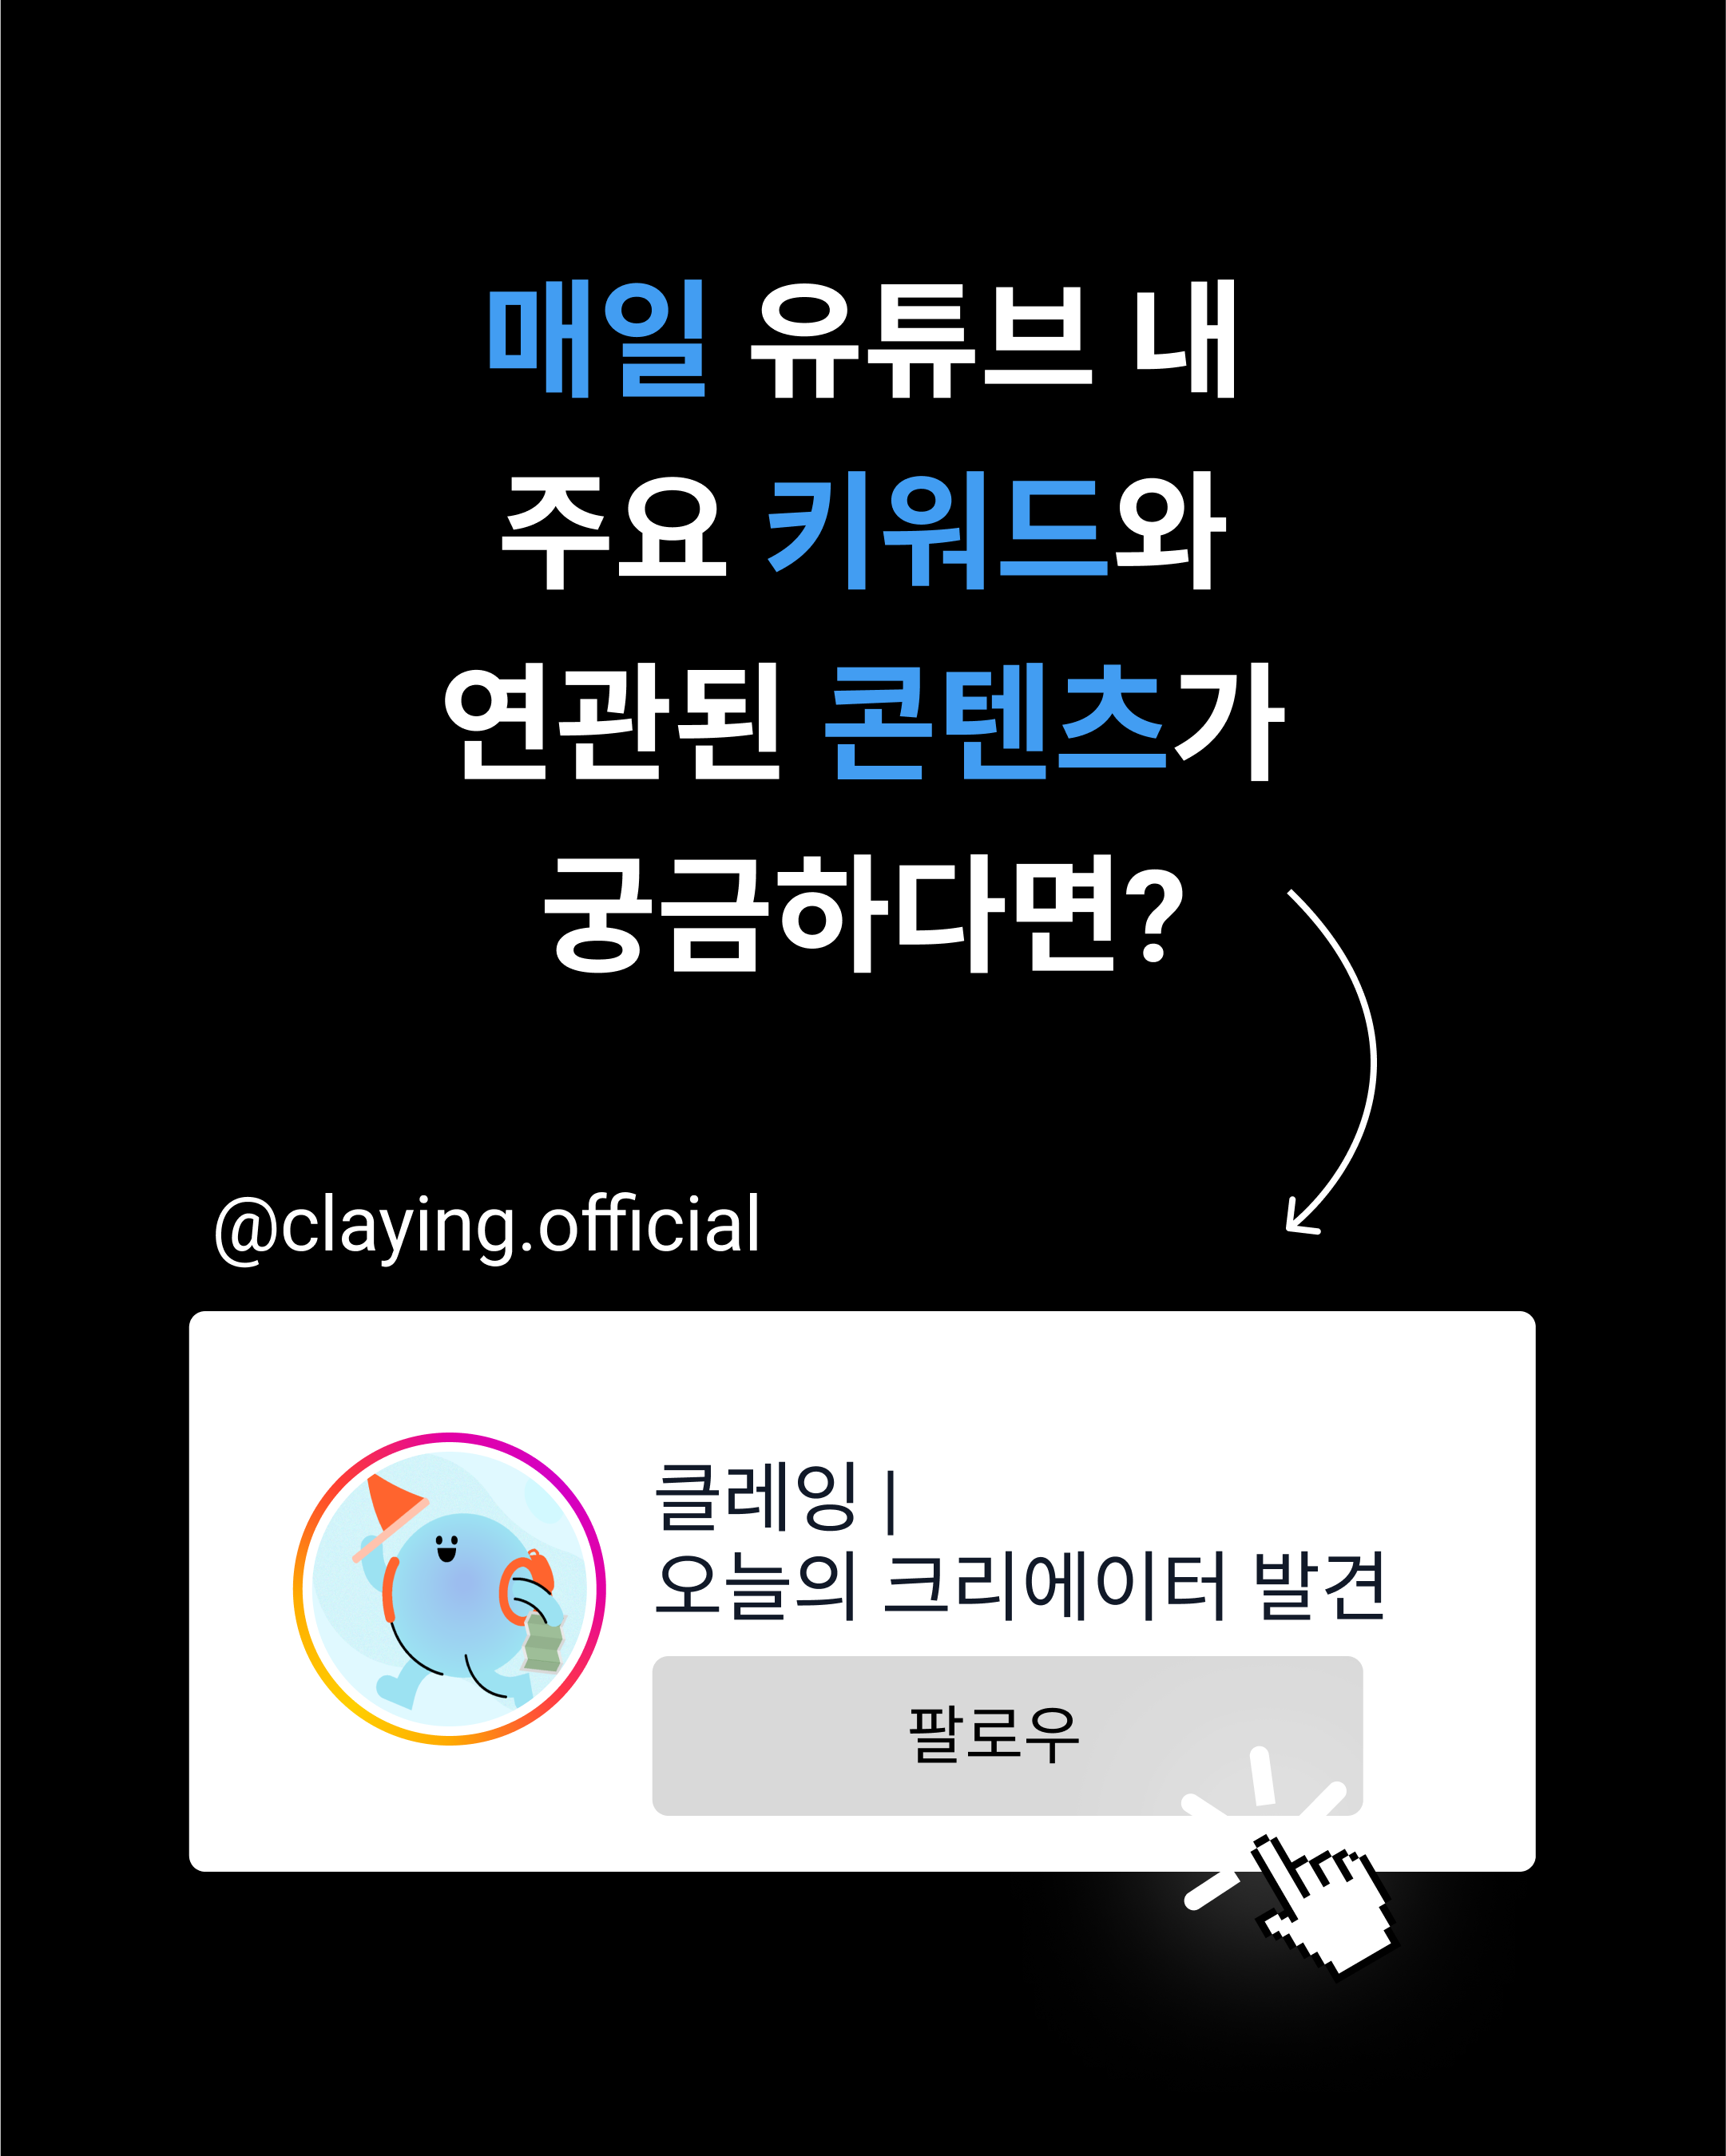 매일 유튜브 내
주요 키워드와
연관된 콘텐츠가
궁금하다면?
@claying.official
클레잉 |
오늘의 크리에이터 발견
팔로우